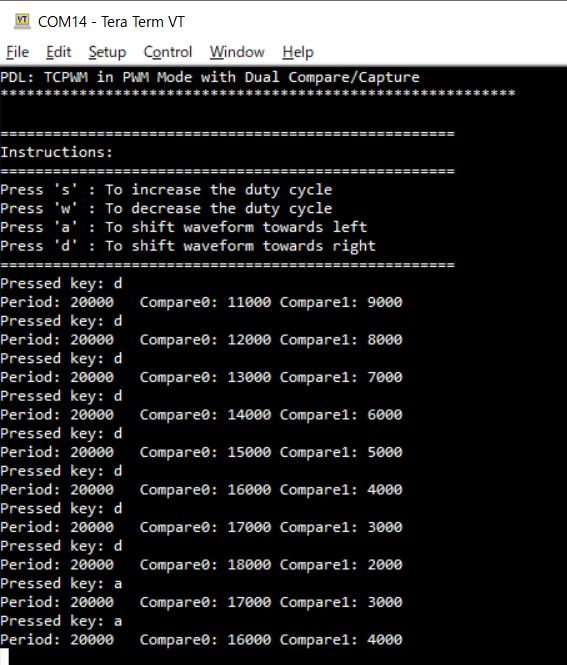 VT COM14 - Tera Term VT
File Edit Setup Control Window Help
PDL: TCPWM in PWM Mode with Dual Compare/Capture
***********************************************************
====================================================
Instructions:
====================================================
Press 's' : To increase the duty cycle
Press 'w' : To decrease the duty cycle
Press 'a' : To shift waveform towards left
Press 'd' : To shift waveform towards right
====================================================
Pressed key: d
Period: 20000   Compare0: 11000 Compare1: 9000
Pressed key: d
Period: 20000   Compare0: 12000 Compare1: 8000
Pressed key: d
Period: 20000   Compare0: 13000 Compare1: 7000
Pressed key: d
Period: 20000   Compare0: 14000 Compare1: 6000
Pressed key: d
Period: 20000   Compare0: 15000 Compare1: 5000
Pressed key: d
Period: 20000   Compare0: 16000 Compare1: 4000
Pressed key: d
Period: 20000   Compare0: 17000 Compare1: 3000
Pressed key: d
Period: 20000   Compare0: 18000 Compare1: 2000
Pressed key: a
Period: 20000   Compare0: 17000 Compare1: 3000
Pressed key: a
Period: 20000   Compare0: 16000 Compare1: 4000